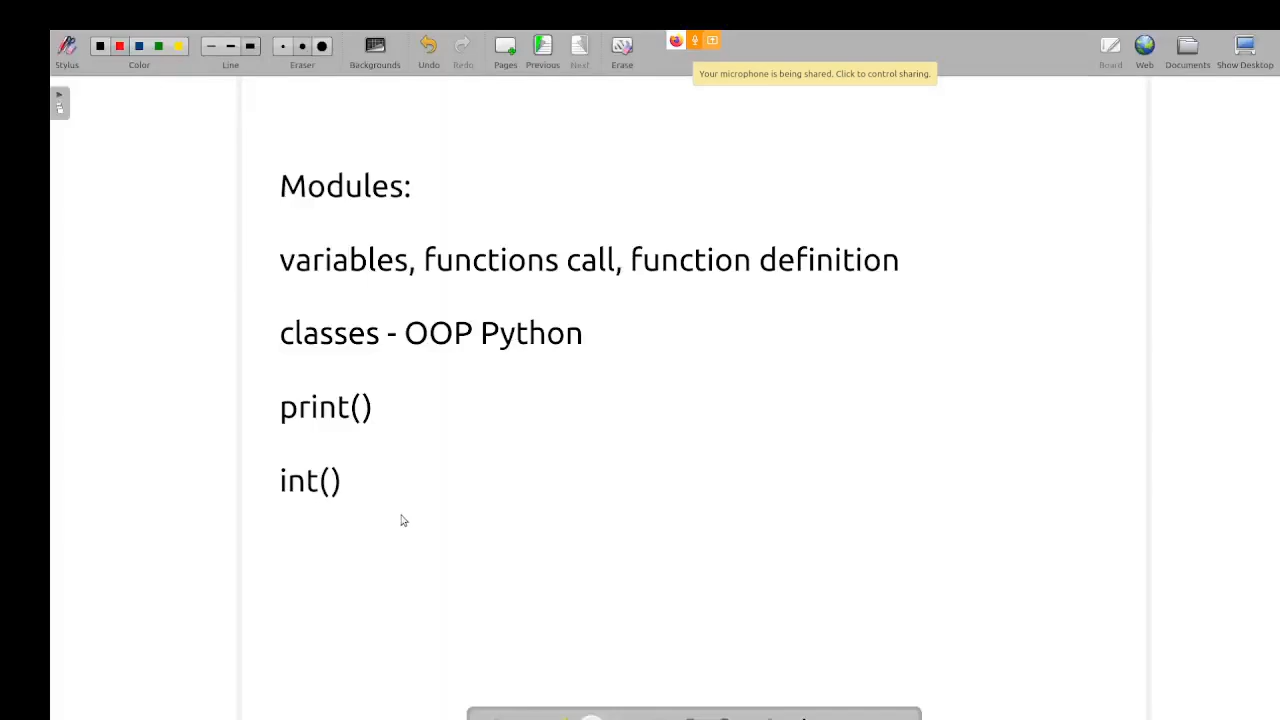 Stylus Color Line Eraser Backgrounds Undo Redo Pages Previous Next Erase Board Web Documents Show Desktop
Your microphone is being shared. Click to control sharing.
Modules:
variables, functions call, function definition
classes - OOP Python
print()
int()